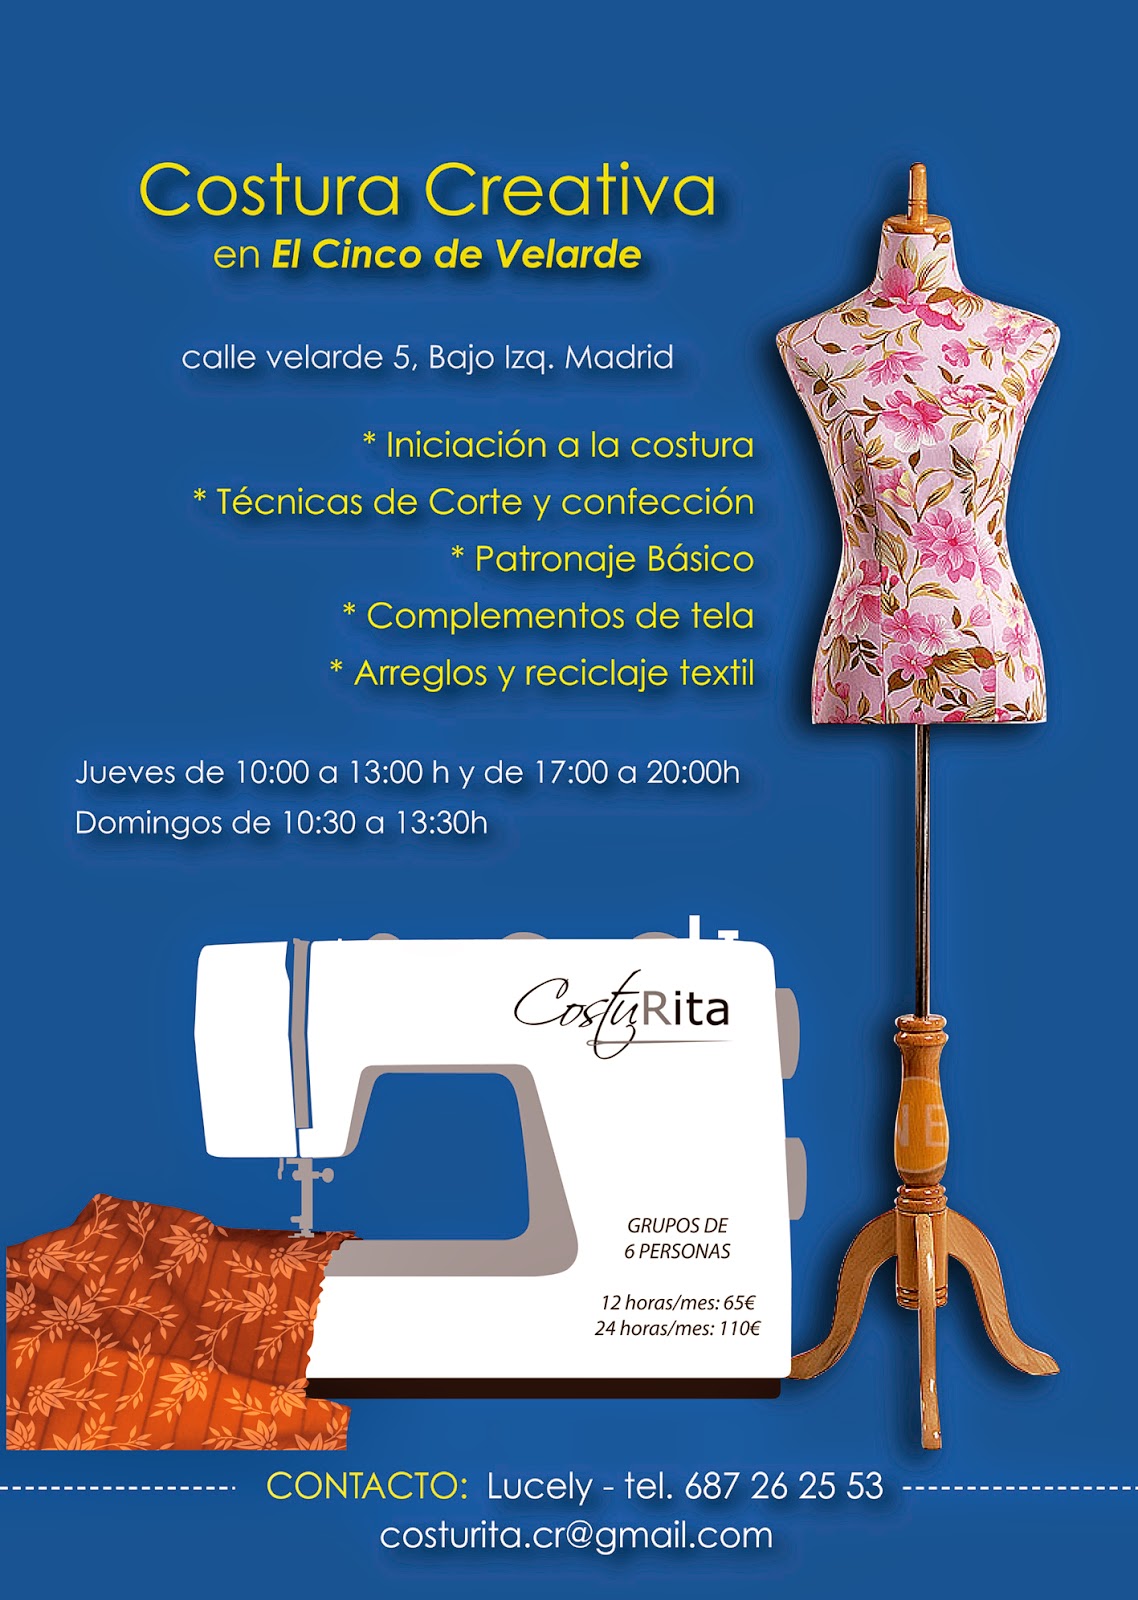 Costura Creativa
en El Cinco de Velarde
calle velarde 5, Bajo Izq. Madrid
* Iniciación a la costura
* Técnicas de Corte y confección
* Patronaje Básico
* Complementos de tela
* Arreglos y reciclaje textil
Jueves de 10:00 a 13:00 h y de 17:00 a 20:00h
Domingos de 10:30 a 13:30h
CostuRita
GRUPOS DE
6 PERSONAS
12 horas/mes: 65€
24 horas/mes: 110€
CONTACTO: Lucely - tel. 687 26 25 53
costurita.cr@gmail.com